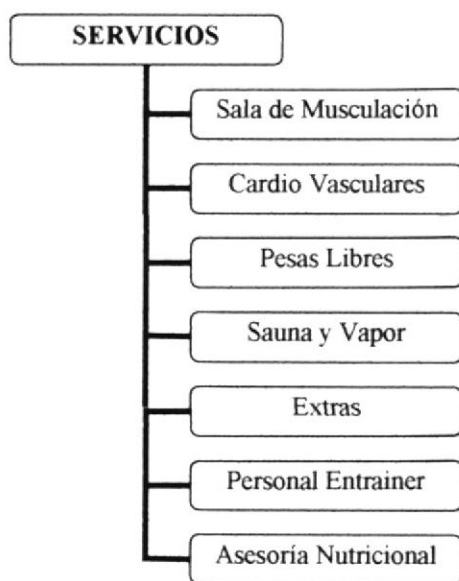 SERVICIOS
Sala de Musculación
Cardio Vasculares
Pesas Libres
Sauna y Vapor
Extras
Personal Entrainer
Asesoría Nutricional